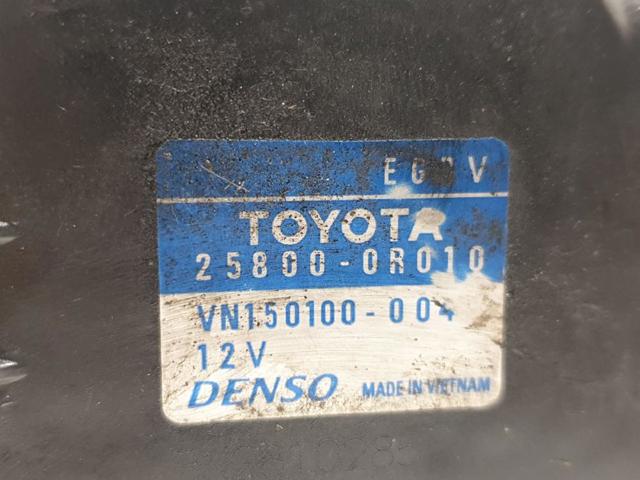 TOYOTA
25800-0R010
VN150100-004
12V
DENSO MADE IN VIETNAM